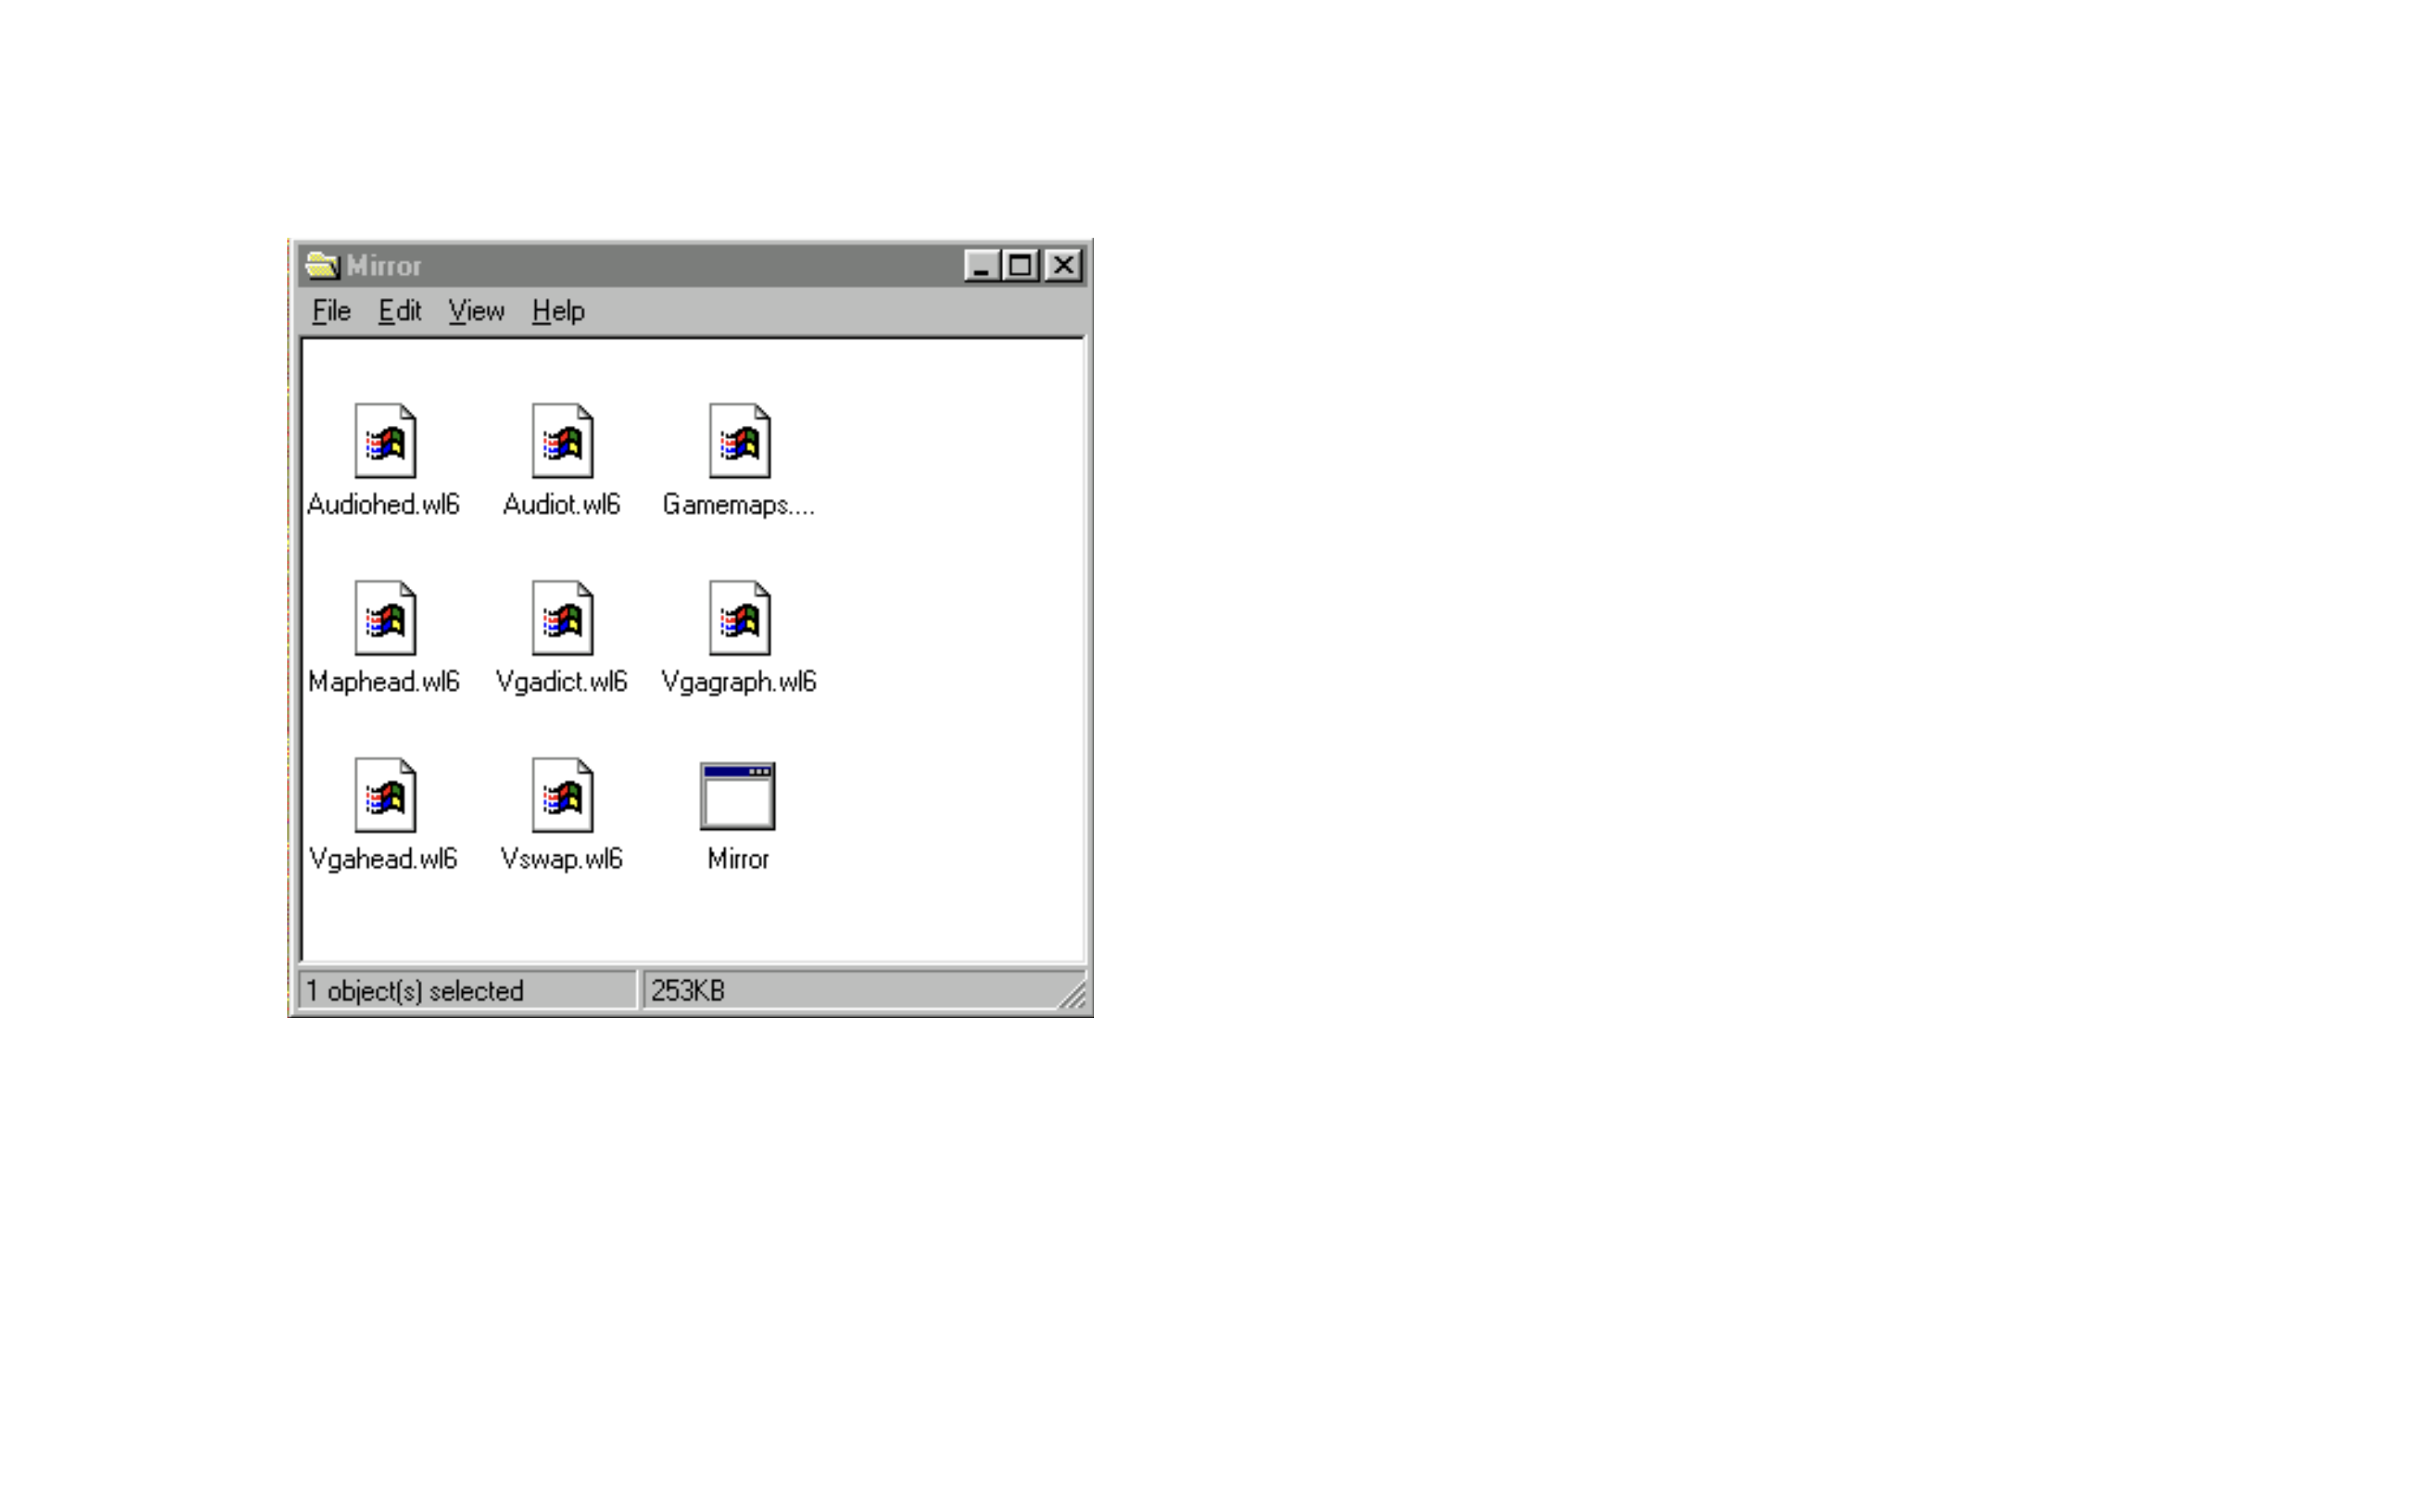 Mirror
File Edit View Help
Audiohed.wl6 Audiot.wl6 Gamemaps....
Maphead.wl6 Vgadict.wl6 Vgagraph.wl6
Vgahead.wl6 Vswap.wl6 Mirror
1 object(s) selected 253KB